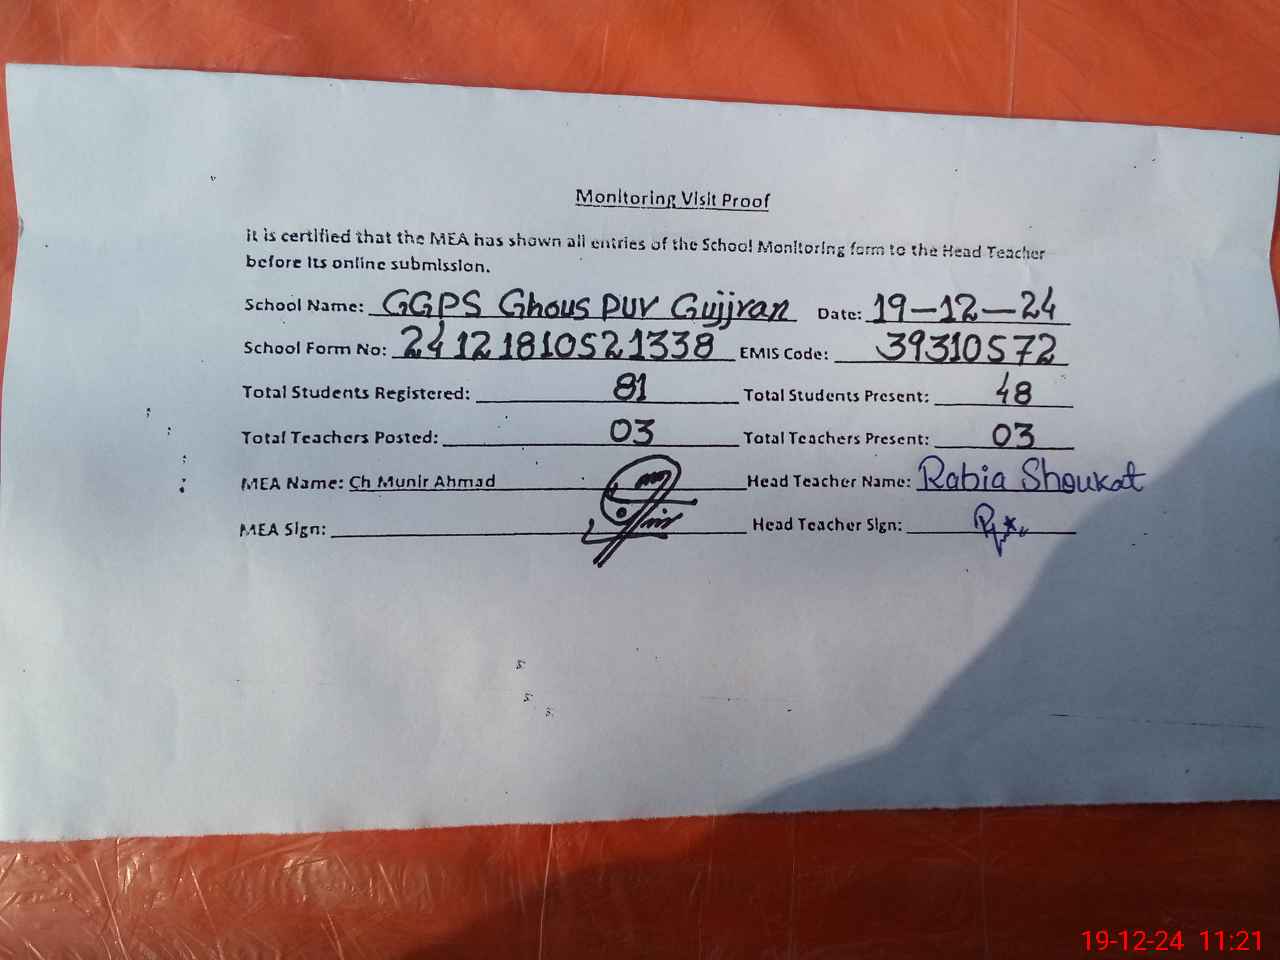 Monitoring Visit Proof
It is certified that the MEA has shown all entries of the School Monitoring form to the Head Teacher
before its online submission.
School Name: GGPS Ghous pur Gujjran Date: 19-12-24
School Form No: 24121810521338 EMIS Code: 39310572
Total Students Registered: 81 Total Students Present: 48
Total Teachers Posted: 03 Total Teachers Present: 03
MEA Name: Ch Munir Ahmad Head Teacher Name: Rabia Shoukat
MEA Sign: Head Teacher Sign:
19-12-24 11:21